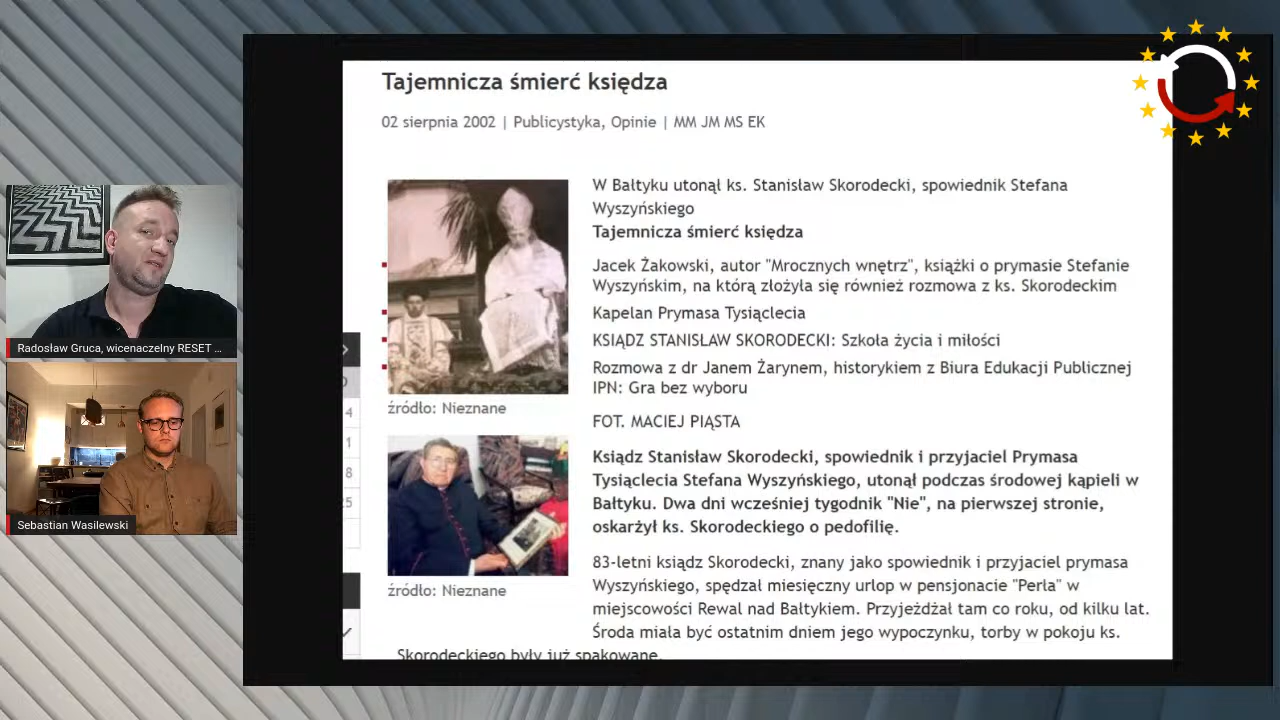 Tajemnicza śmierć księdza
02 sierpnia 2002 | Publicystyka, Opinie | MM JM MS EK
W Bałtyku utonął ks. Stanisław Skorodecki, spowiednik Stefana
Wyszyńskiego
Tajemnicza śmierć księdza
Jacek Żakowski, autor "Mrocznych wnętrz", książki o prymasie Stefanie
Wyszyńskim, na którą złożyła się również rozmowa z ks. Skorodeckim
Kapelan Prymasa Tysiąclecia
KSIĄDZ STANISLAW SKORODECKI: Szkoła życia i miłości
Rozmowa z dr Janem Żarynem, historykiem z Biura Edukacji Publicznej
IPN: Gra bez wyboru
źródło: Nieznane
FOT. MACIEJ PIĄSTA
Ksiądz Stanisław Skorodecki, spowiednik i przyjaciel Prymasa
Tysiąclecia Stefana Wyszyńskiego, utonął podczas środowej kąpieli w
Bałtyku. Dwa dni wcześniej tygodnik "Nie", na pierwszej stronie,
oskarżył ks. Skorodeckiego o pedofilię.
83-letni ksiądz Skorodecki, znany jako spowiednik i przyjaciel prymasa
Wyszyńskiego, spędzał miesięczny urlop w pensjonacie "Perla" w
źródło: Nieznane
miejscowości Rewal nad Bałtykiem. Przyjeżdżał tam co roku, od kilku lat.
Środa miała być ostatnim dniem jego wypoczynku, torby w pokoju ks.
Skorodeckiego były już spakowane.
4
1
8
25
Radosław Gruca, wicenaczelny RESET ...
Sebastian Wasilewski